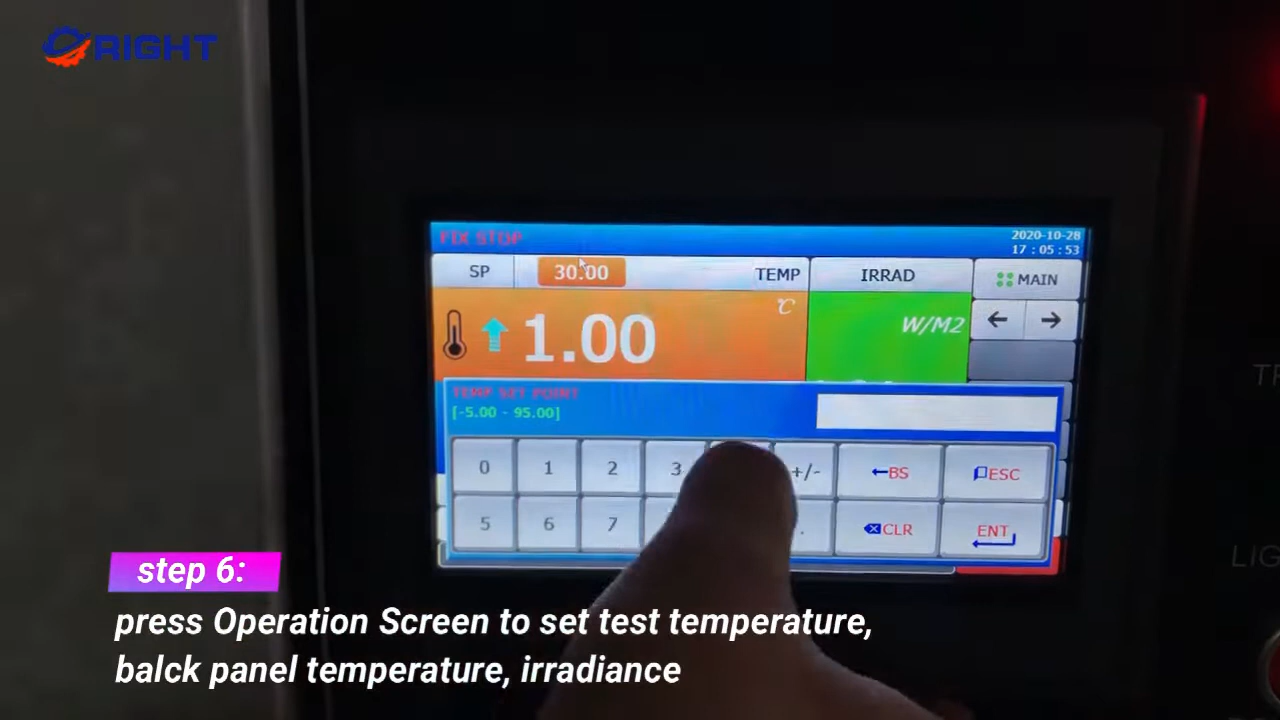 RIGHT
FIX STOP
2020-10-28
17 : 05 : 53
SP
30.00
TEMP
IRRAD
MAIN
1.00
℃
W/M2
← →
TEMP SET POINT
[-5.00 - 95.00]
0 1 2 3 +/- ←BS ESC
5 6 7 . CLR ENT
step 6:
press Operation Screen to set test temperature,
balck panel temperature, irradiance